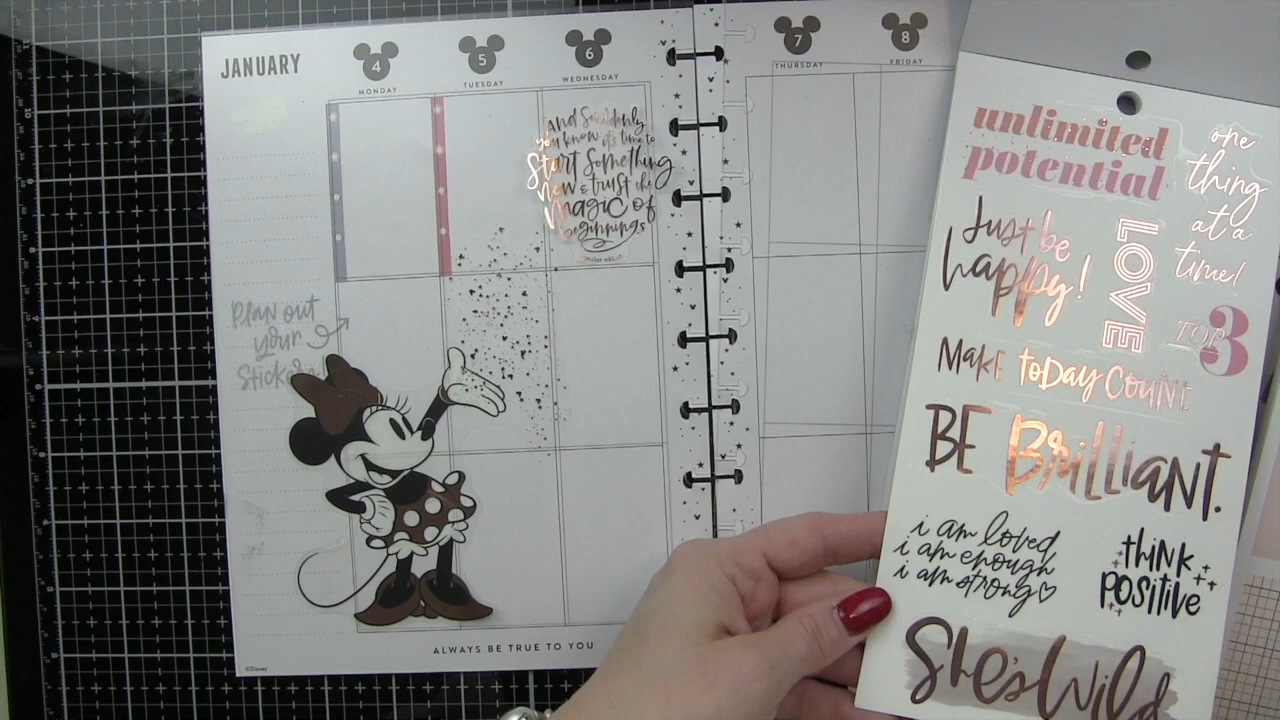 JANUARY
4
MONDAY
5
TUESDAY
6
WEDNESDAY
7
THURSDAY
8
FRIDAY
And Suddenly
you know it's time to
Start Something
New & trust the
Magic of
beginnings
Plan out
your
Stickers!
ALWAYS BE TRUE TO YOU
©Disney
unlimited
potential
one
thing
at a
time!
Just be
happy!
LOVE
TOP
3
Make today Count.
BE Brilliant.
i am loved
i am enough
i am strong
think
positive
She's Wild